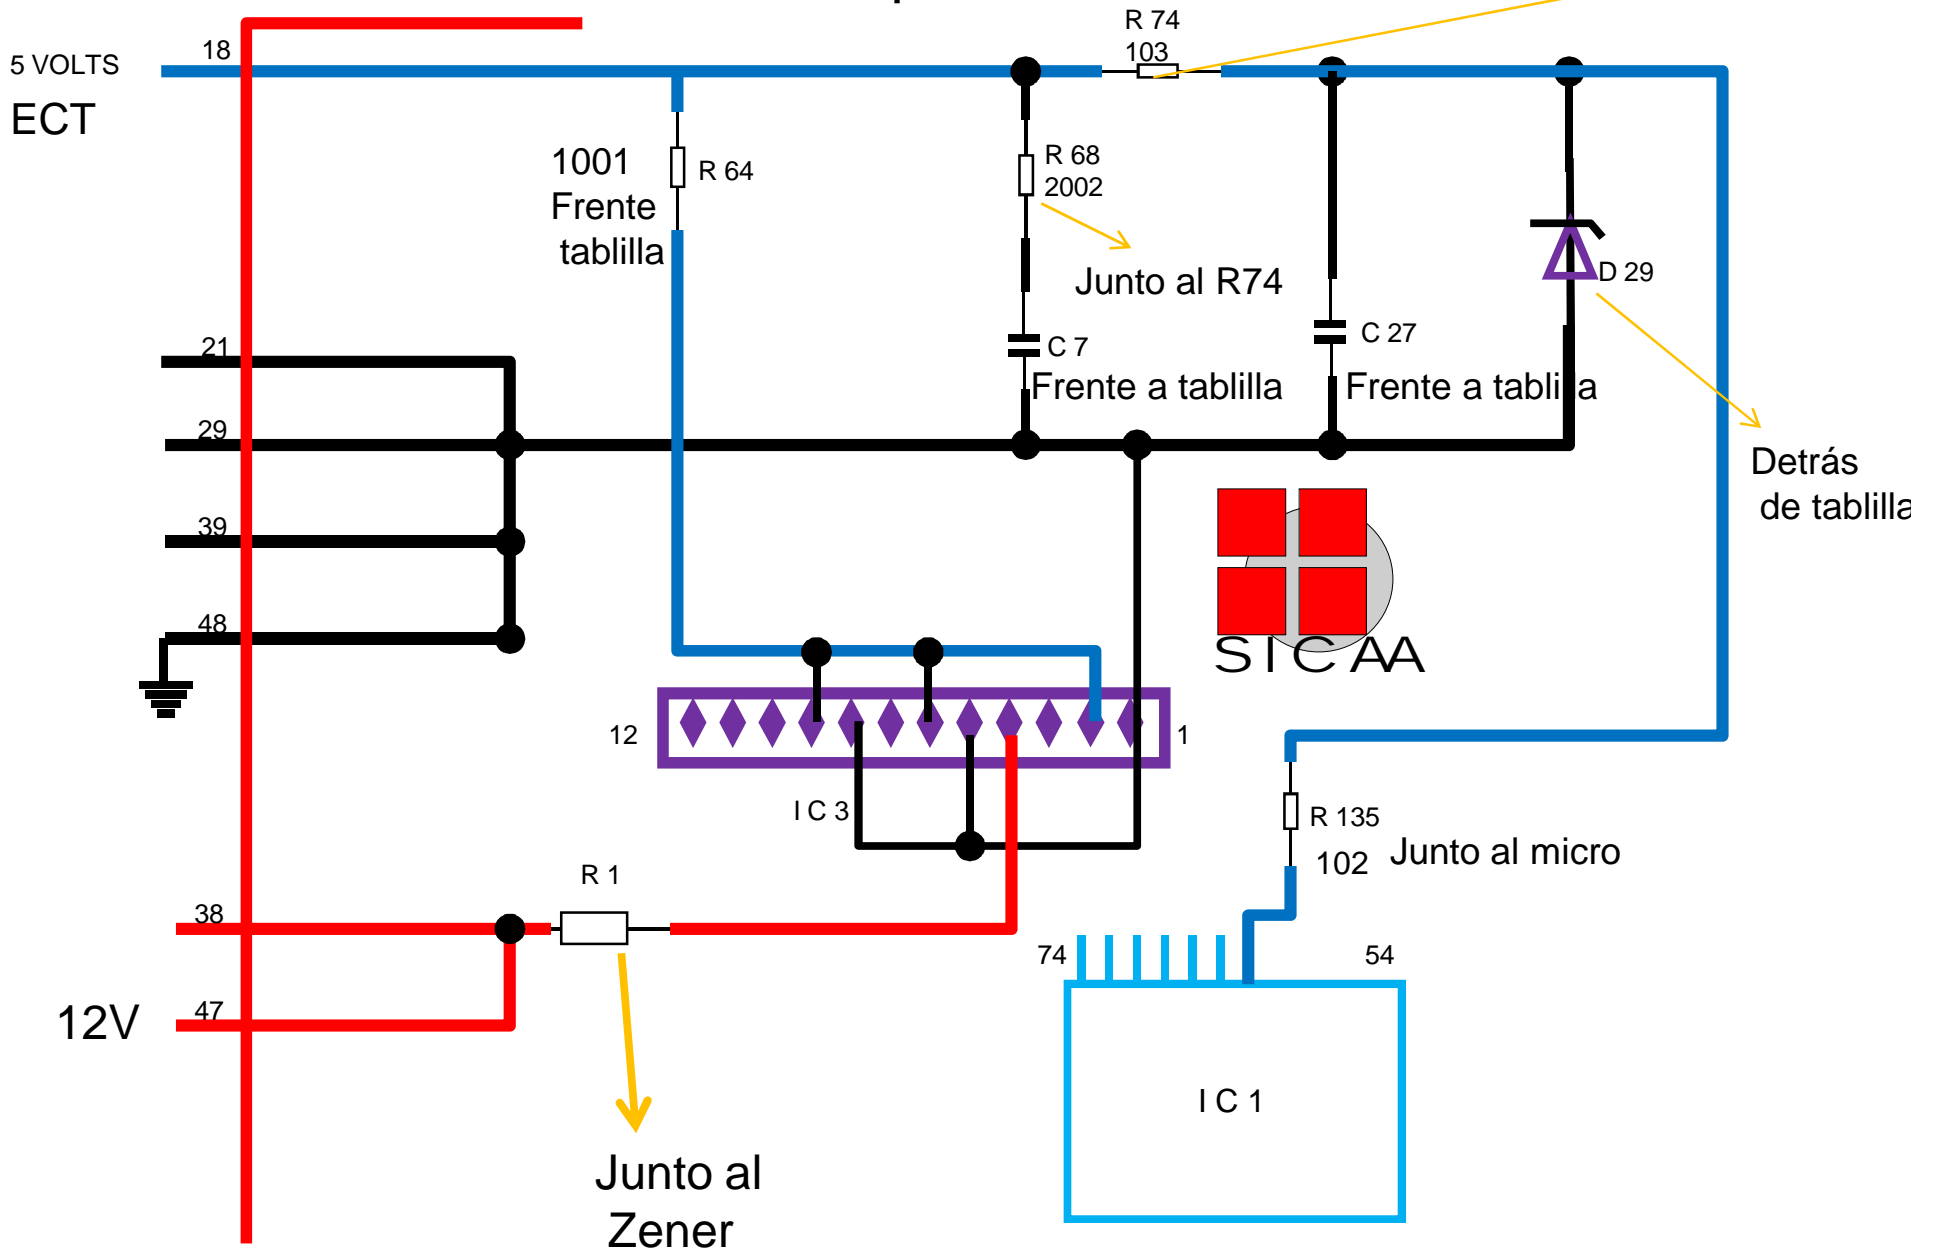 R 74
103
18
5 VOLTS
ECT
1001
Frente
tablilla
R 64
R 68
2002
Junto al R74
D 29
C 7
Frente a tablilla
C 27
Frente a tablilla
21
29
39
48
Detrás
de tablilla
SICAA
12
1
I C 3
R 135
102
Junto al micro
R 1
38
47
12V
74
54
I C 1
Junto al
Zener